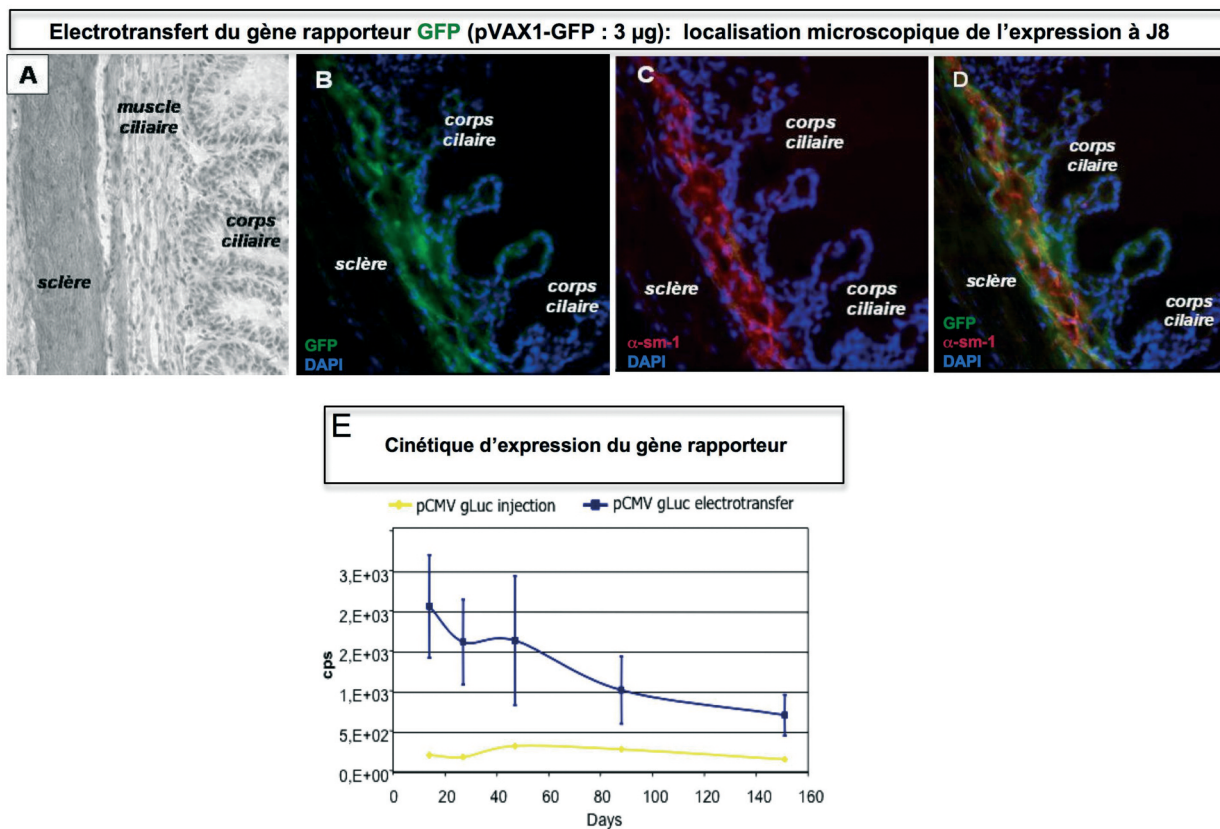 Electrotransfert du gène rapporteur GFP (pVAX1-GFP : 3 µg): localisation microscopique de l'expression à J8
A
muscle
ciliaire
corps
ciliaire
sclère
B
corps
cilaire
sclère
corps
cilaire
GFP
DAPI
C
corps
ciliaire
sclère
corps
ciliaire
α-sm-1
DAPI
D
corps
cilaire
sclère
corps
cilaire
GFP
α-sm-1
DAPI
E
Cinétique d'expression du gène rapporteur
pCMV gLuc injection
pCMV gLuc electrotransfer
3,E+03
2,E+03
2,E+03
1,E+03
5,E+02
0,E+00
cps
0 20 40 60 80 100 120 140 160
Days